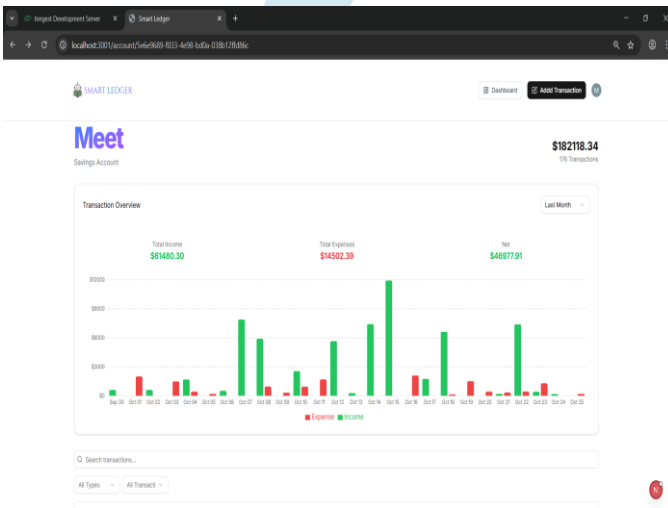 Inngest Development Server
Smart Ledger
localhost:3001/account/5e6e9689-f033-4e98-bd0a-038b12ffd86c
SMART LEDGER
Dashboard
Addd Transaction
M
Meet
$182118.34
Savings Account
176 Transactions
Transaction Overview
Last Month
Total Income
Total Expenses
Net
$61480.30
$14502.39
$46977.91
$12000
$9000
$6000
$3000
$0
Sep 30 Oct 01 Oct 02 Oct 03 Oct 04 Oct 05 Oct 06 Oct 07 Oct 08 Oct 09 Oct 10 Oct 11 Oct 12 Oct 13 Oct 14 Oct 15 Oct 16 Oct 17 Oct 18 Oct 19 Oct 20 Oct 21 Oct 22 Oct 23 Oct 24 Oct 25
Expense Income
Search transactions...
All Types
All Transacti
N